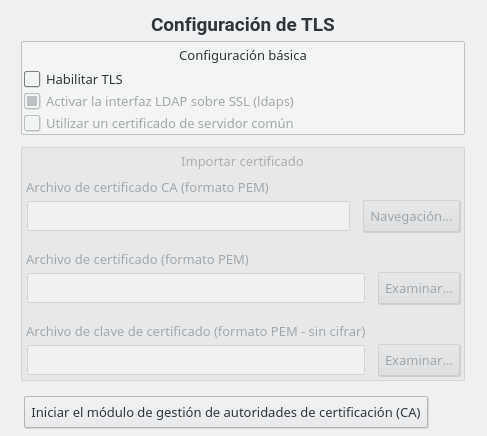 Configuración de TLS
Configuración básica
Habilitar TLS
Activar la interfaz LDAP sobre SSL (ldaps)
Utilizar un certificado de servidor común
Importar certificado
Archivo de certificado CA (formato PEM)
Navegación...
Archivo de certificado (formato PEM)
Examinar...
Archivo de clave de certificado (formato PEM - sin cifrar)
Examinar...
Iniciar el módulo de gestión de autoridades de certificación (CA)